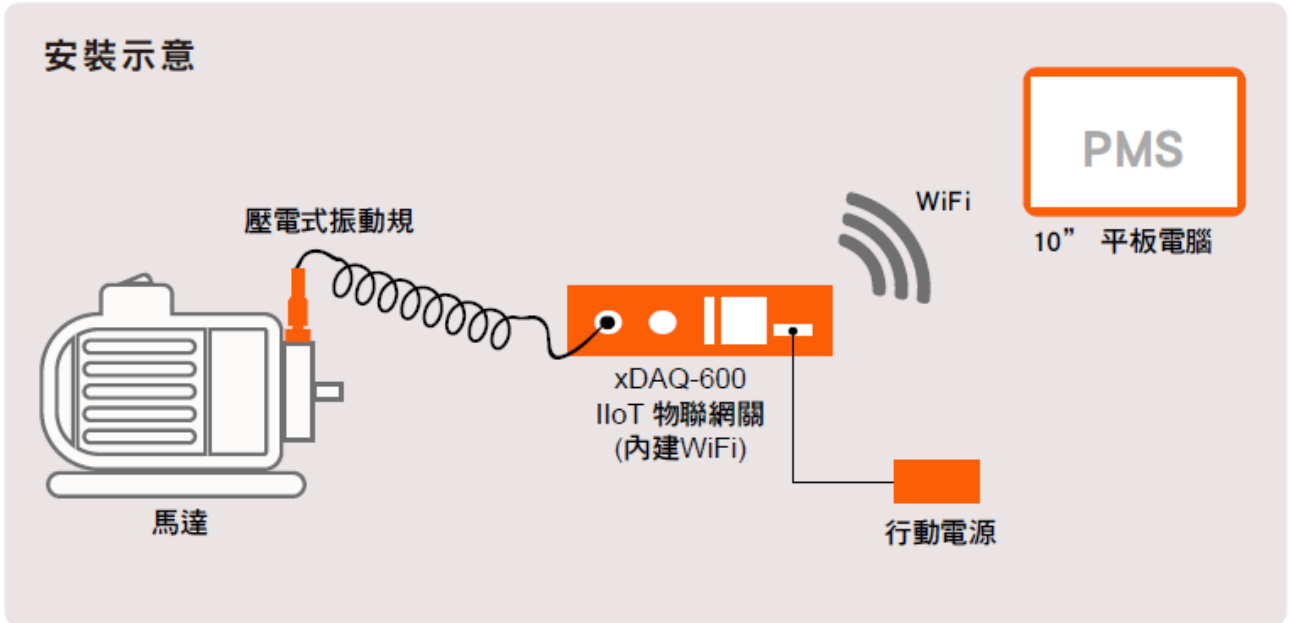 安裝示意
PMS
WiFi
10” 平板電腦
壓電式振動規
xDAQ-600
IIoT 物聯網關
(內建WiFi)
馬達
行動電源